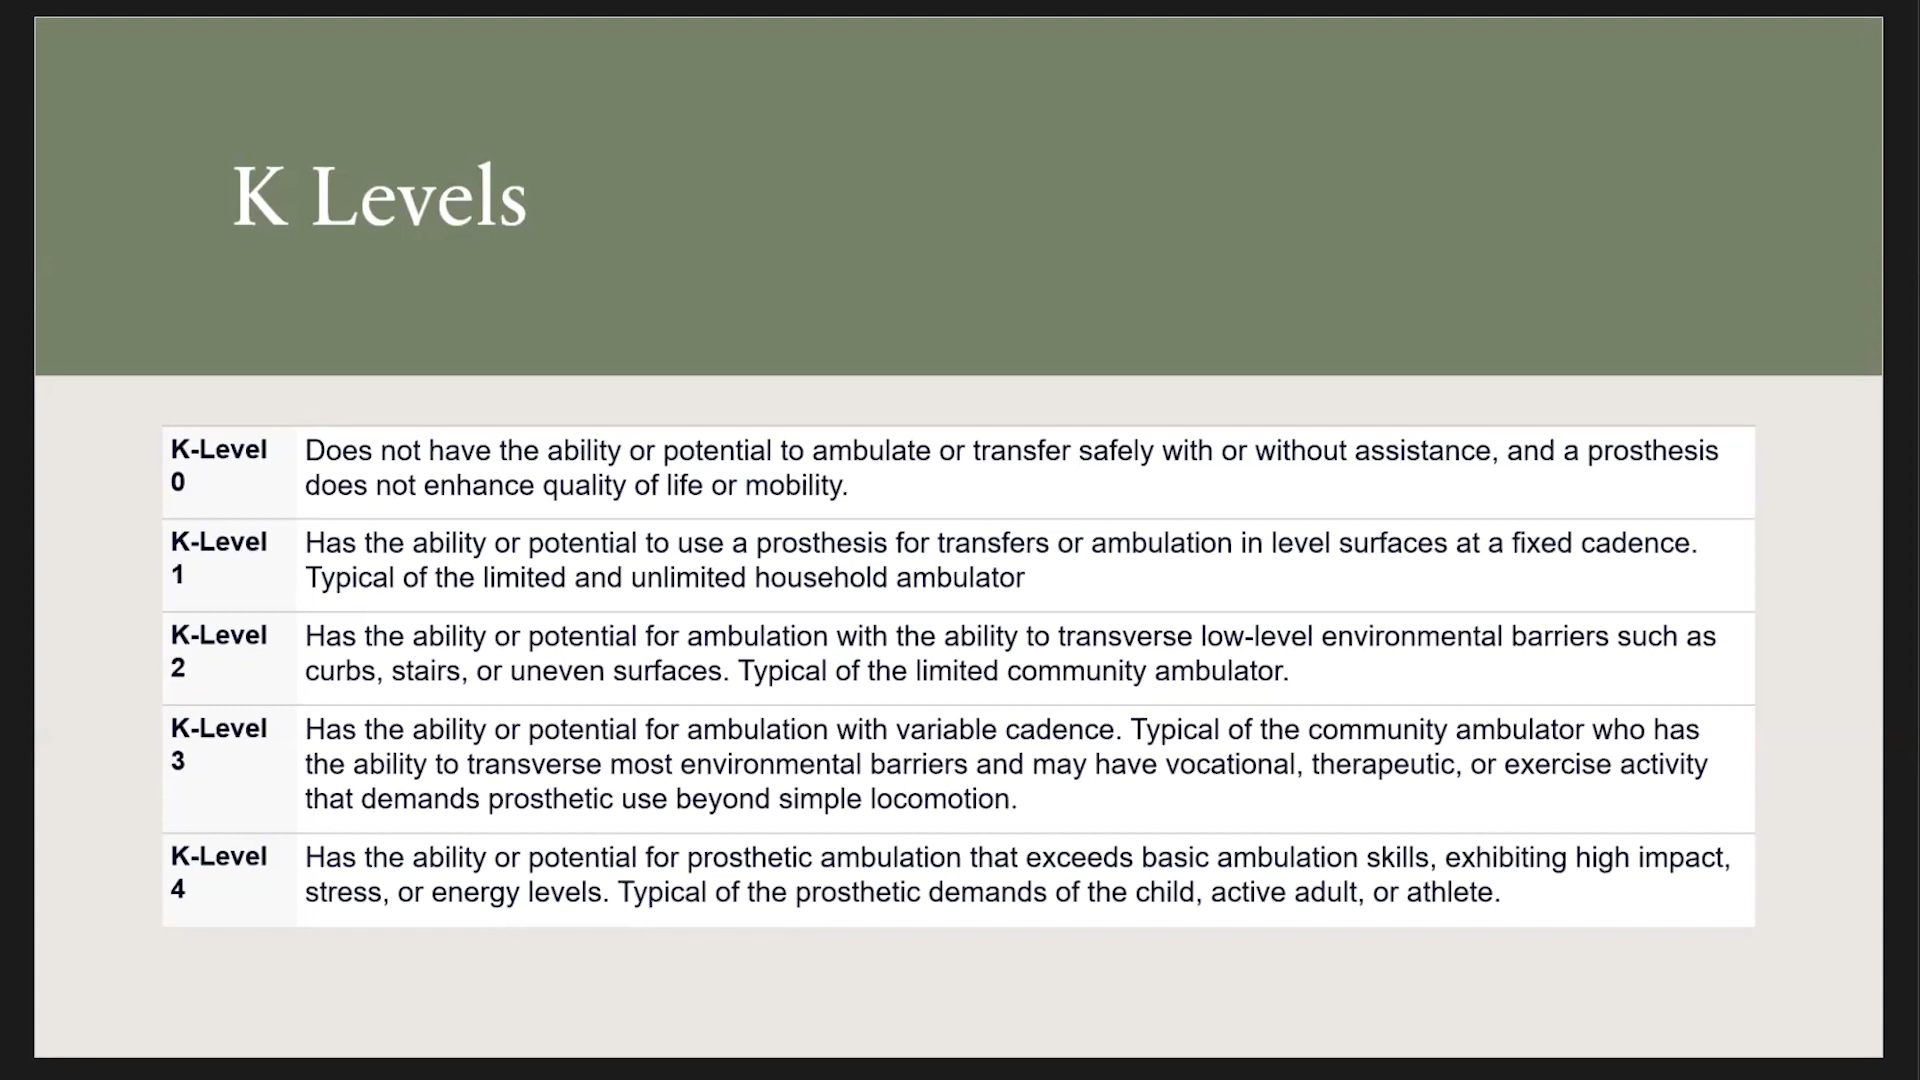 K Levels
K-Level
0
Does not have the ability or potential to ambulate or transfer safely with or without assistance, and a prosthesis
does not enhance quality of life or mobility.
K-Level
1
Has the ability or potential to use a prosthesis for transfers or ambulation in level surfaces at a fixed cadence.
Typical of the limited and unlimited household ambulator
K-Level
2
Has the ability or potential for ambulation with the ability to transverse low-level environmental barriers such as
curbs, stairs, or uneven surfaces. Typical of the limited community ambulator.
K-Level
3
Has the ability or potential for ambulation with variable cadence. Typical of the community ambulator who has
the ability to transverse most environmental barriers and may have vocational, therapeutic, or exercise activity
that demands prosthetic use beyond simple locomotion.
K-Level
4
Has the ability or potential for prosthetic ambulation that exceeds basic ambulation skills, exhibiting high impact,
stress, or energy levels. Typical of the prosthetic demands of the child, active adult, or athlete.